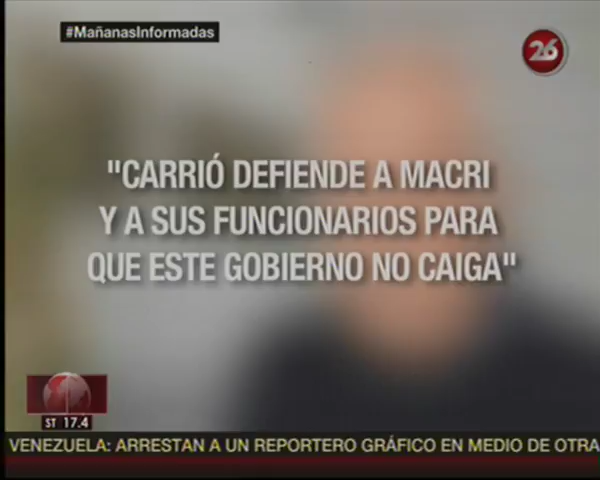 #MañanasInformadas
26
"CARRIÓ DEFIENDE A MACRI
Y A SUS FUNCIONARIOS PARA
QUE ESTE GOBIERNO NO CAIGA"
ST 17.4
VENEZUELA: ARRESTAN A UN REPORTERO GRÁFICO EN MEDIO DE OTRA